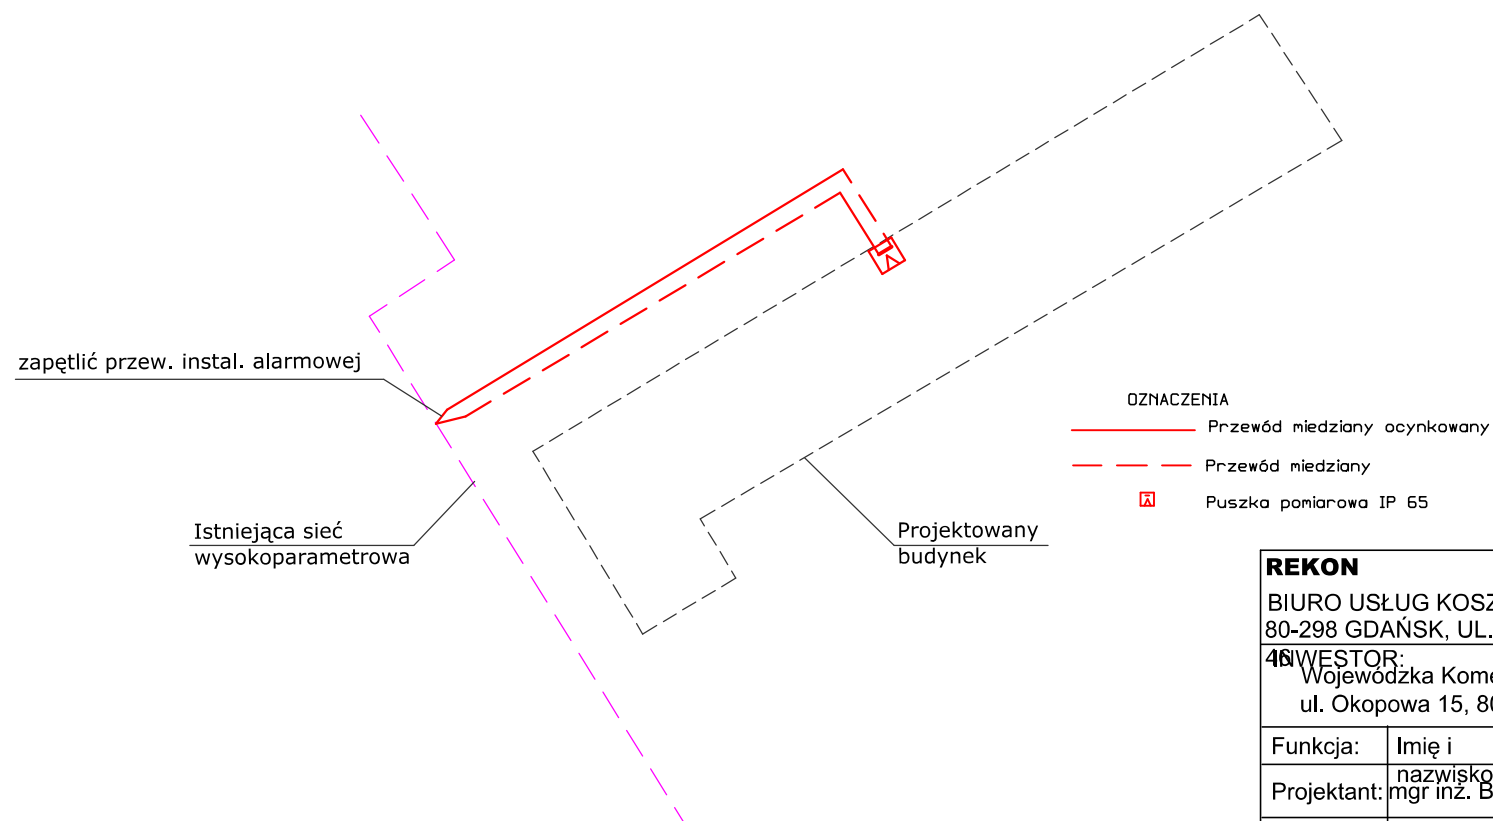 zapętlić przew. instal. alarmowej
Istniejąca sieć
wysokoparametrowa
Projektowany
budynek
OZNACZENIA
Przewód miedziany ocynkowany
Przewód miedziany
Puszka pomiarowa IP 65
REKON
BIURO USŁUG
80-298 GDAŃSK, UL.
46
INWESTOR:
Wojewódzka
ul. Okopowa 15,
Funkcja:
Imię i
nazwisko
Projektant:
mgr inż. B